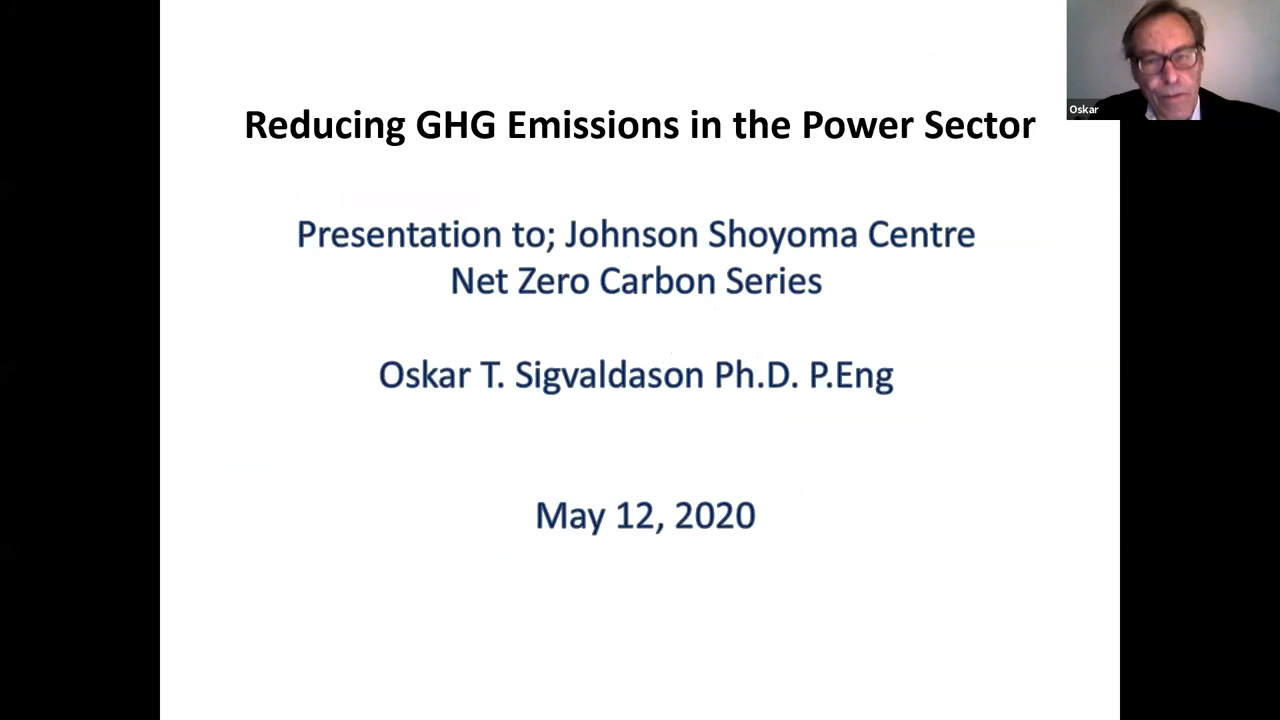 Reducing GHG Emissions in the Power Sector
Oskar
Presentation to; Johnson Shoyoma Centre
Net Zero Carbon Series
Oskar T. Sigvaldason Ph.D. P.Eng
May 12, 2020